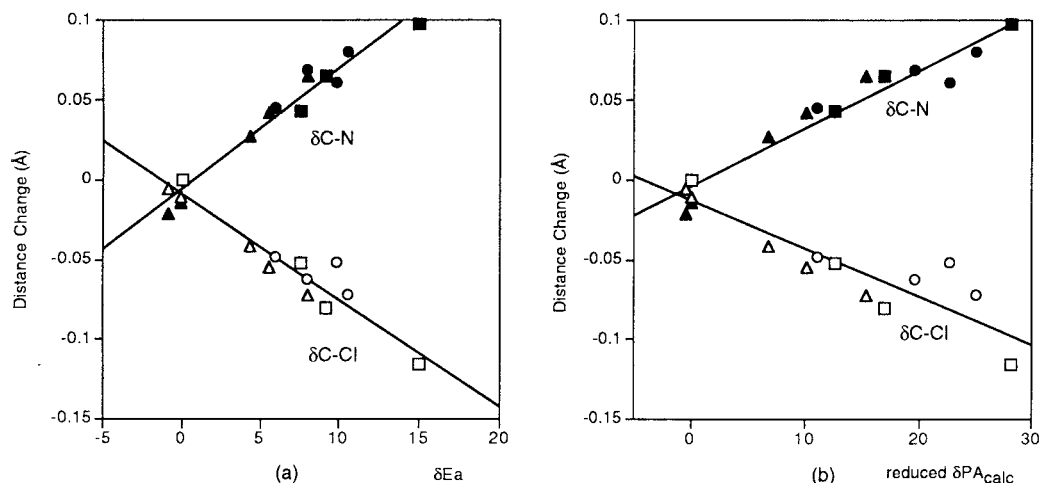 0.1
0.05
0
-0.05
-0.1
-0.15
Distance Change (Å)
δC-N
δC-Cl
-5 0 5 10 15 20
(a) δEa
0.1
0.05
0
-0.05
-0.1
-0.15
Distance Change (Å)
δC-N
δC-Cl
0 10 20 30
(b) reduced δPAcalc